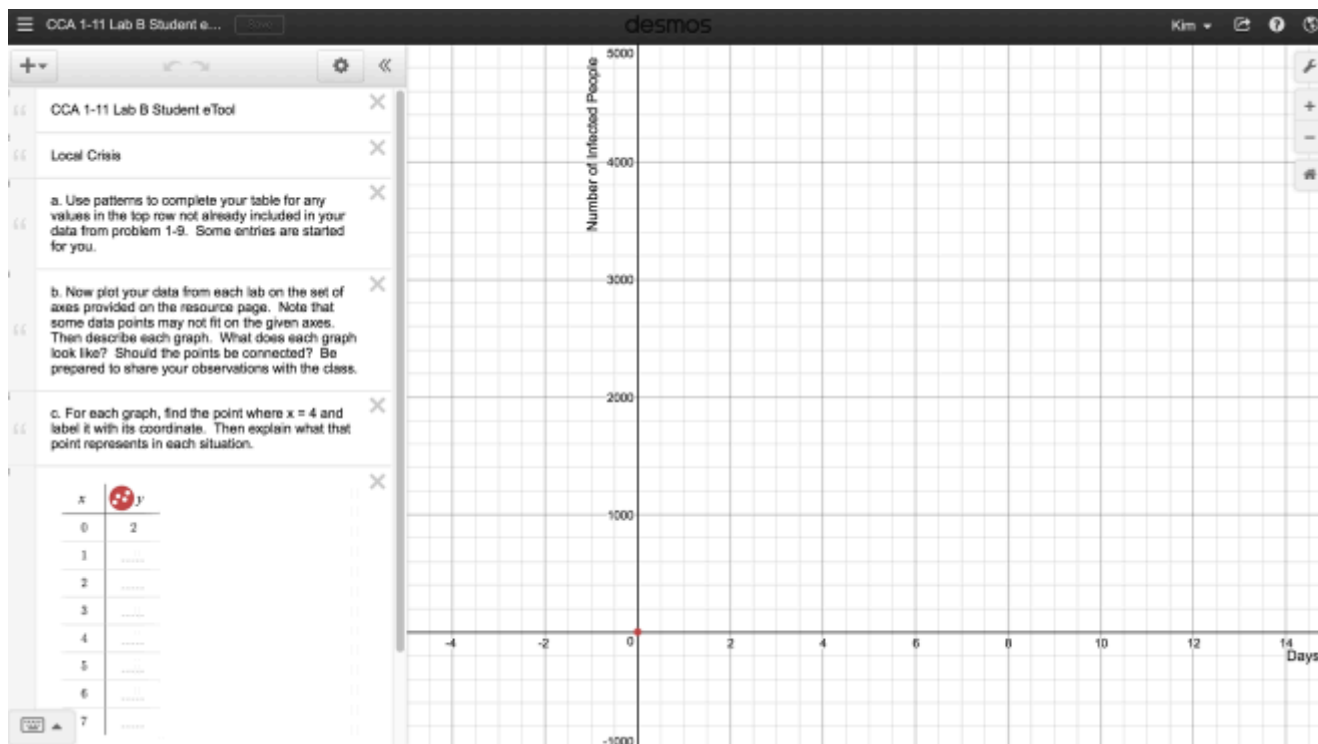 CCA 1-11 Lab B Student e...
Save
desmos
Kim
CCA 1-11 Lab B Student eTool
Local Crisis
a. Use patterns to complete your table for any
values in the top row not already included in your
data from problem 1-9. Some entries are started
for you.
b. Now plot your data from each lab on the set of
axes provided on the resource page. Note that
some data points may not fit on the given axes.
Then describe each graph. What does each graph
look like? Should the points be connected? Be
prepared to share your observations with the class.
c. For each graph, find the point where x = 4 and
label it with its coordinate. Then explain what that
point represents in each situation.
x y
0 2
1
2
3
4
5
6
7
Number of Infected People
5000
4000
3000
2000
1000
-4 -2 0 2 4 6 8 10 12 14
Days
-1000